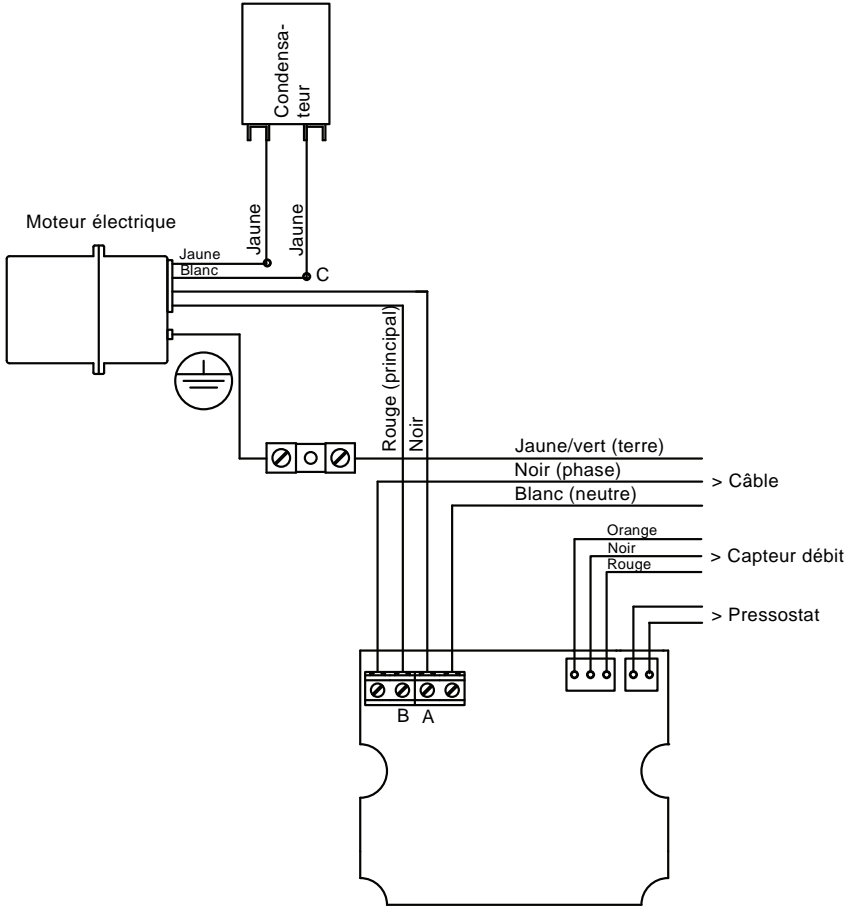 Condensa-
teur
Moteur électrique
Jaune
Jaune
Jaune
Blanc
C
Rouge (principal)
Noir
Jaune/vert (terre)
Noir (phase)
> Câble
Blanc (neutre)
Orange
Noir
> Capteur débit
Rouge
> Pressostat
B
A